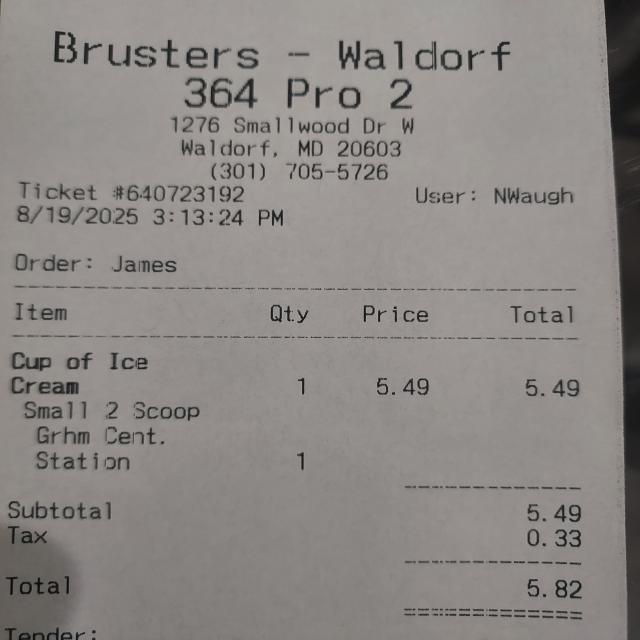 Brusters - Waldorf
364 Pro 2
1276 Smallwood Dr W
Waldorf, MD 20603
(301) 705-5726
Ticket #640723192 User: NWaugh
8/19/2025 3:13:24 PM
Order: James
Item Qty Price Total
Cup of Ice
Cream 1 5.49 5.49
Small 2 Scoop
Grhm Cent.
Station 1
Subtotal 5.49
Tax 0.33
Total 5.82
Tender: